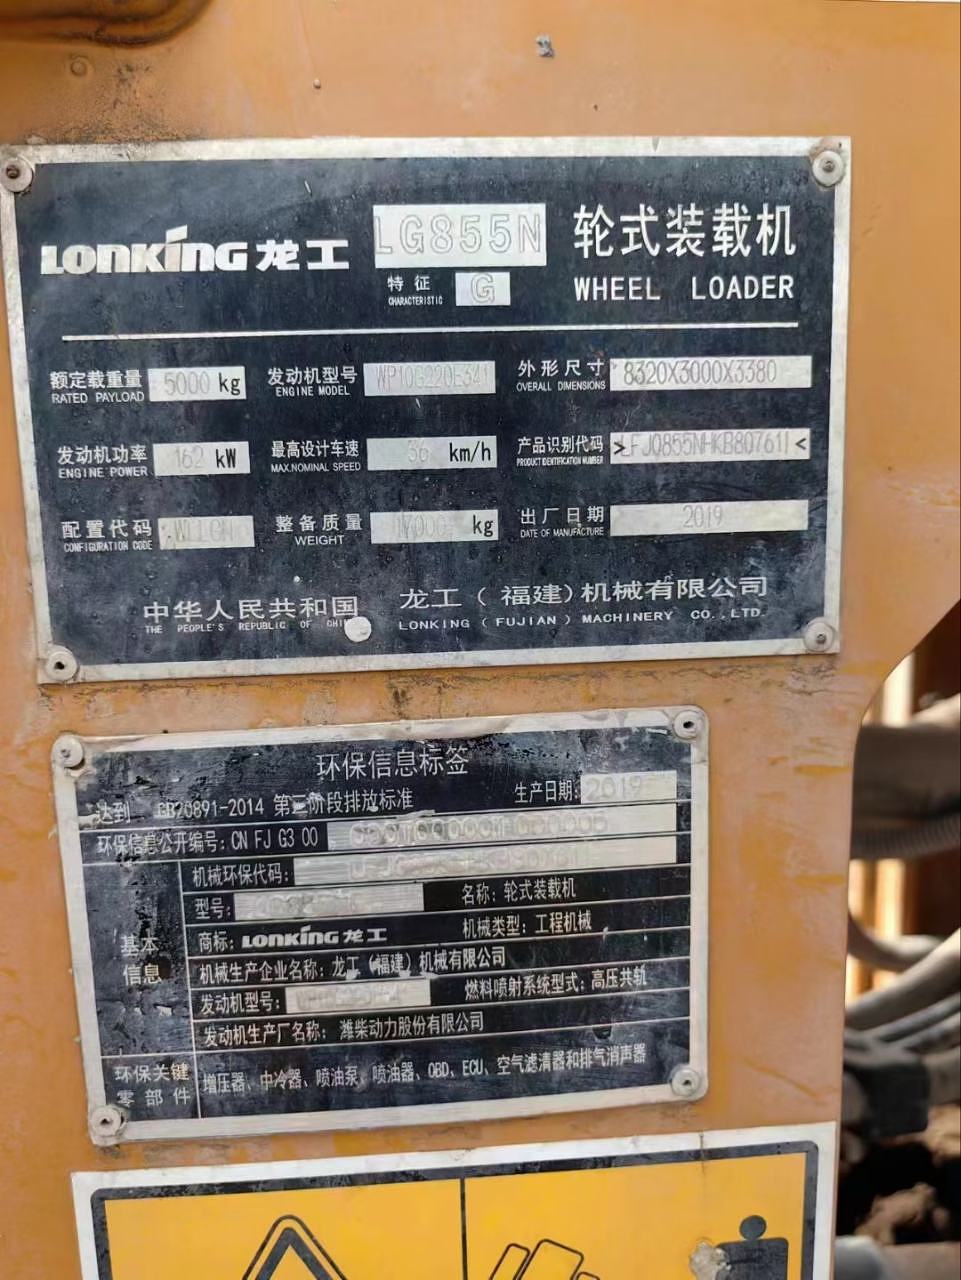 LONKING 龙工 LG855N 轮式装载机
特征 G
CHARACTERISTIC
WHEEL LOADER
额定载重量 5000 kg
RATED PAYLOAD
发动机型号 WP10G220E341
ENGINE MODEL
外形尺寸 8320X3000X3380
OVERALL DIMENSIONS
发动机功率 162 kW
ENGINE POWER
最高设计车速 36 km/h
MAX.NOMINAL SPEED
产品识别代码
PRODUCT IDENTIFICATION NUMBER
配置代码
CONFIGURATION CODE
整备质量 kg
WEIGHT
出厂日期 2019
DATE OF MANUFACTURE
中华人民共和国
THE PEOPLE'S REPUBLIC OF CHINA
龙工（福建）机械有限公司
LONKING (FUJIAN) MACHINERY CO.,LTD.
环保信息标签
达到 GB20891-2014 第三阶段排放标准 生产日期: 2019
环保信息公开编号: CN FJ G3 00
机械环保代码:
型号: 名称: 轮式装载机
商标: LONKING 龙工 机械类型: 工程机械
基本信息
机械生产企业名称: 龙工（福建）机械有限公司
发动机型号: 燃料喷射系统型式: 高压共轨
发动机生产厂名称: 潍柴动力股份有限公司
环保关键零部件
增压器、中冷器、喷油泵、喷油器、OBD、ECU、空气滤清器和排气消声器